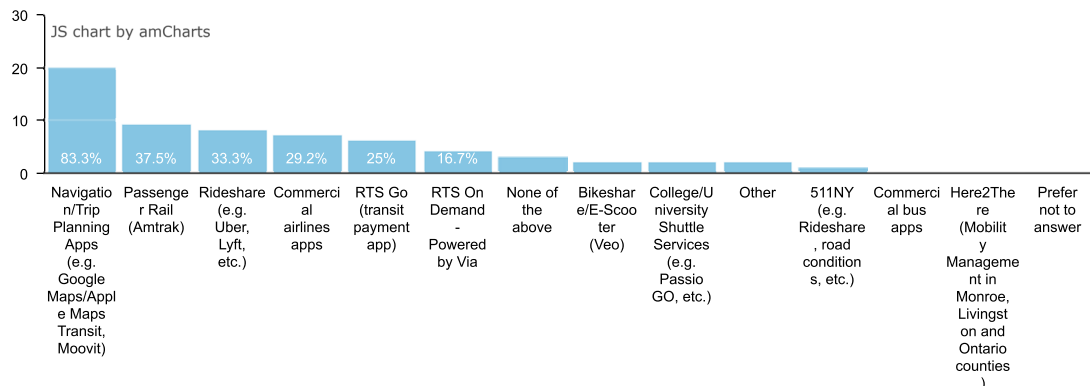 30
JS chart by amCharts
20
10
0
83.3%
37.5%
33.3%
29.2%
25%
16.7%
Navigatio
n/Trip
Planning
Apps
(e.g.
Google
Maps/Appl
e Maps
Transit,
Moovit)
Passenge
r Rail
(Amtrak)
Rideshare
(e.g.
Uber,
Lyft,
etc.)
Commerci
al
airlines
apps
RTS Go
(transit
payment
app)
RTS On
Demand
-
Powered
by Via
None of
the
above
Bikeshar
e/E-Scoo
ter
(Veo)
College/U
niversity
Shuttle
Services
(e.g.
Passio
GO, etc.)
Other
511NY
(e.g.
Rideshare
, road
condition
s, etc.)
Commerci
al bus
apps
Here2The
re
(Mobilit
y
Manageme
nt in
Monroe,
Livingst
on and
Ontario
counties
)
Prefer
not to
answer